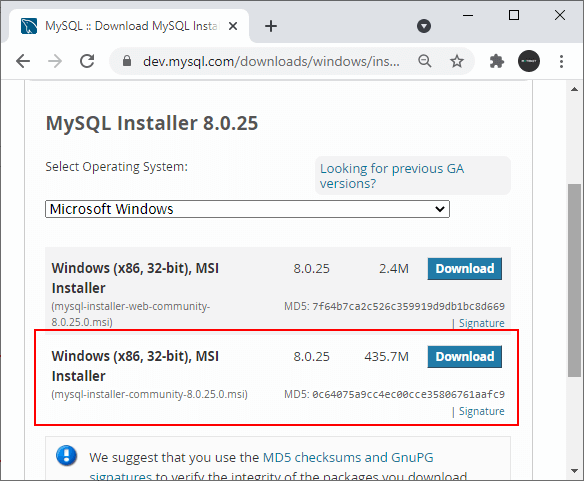 MySQL :: Download MySQL Instal
dev.mysql.com/downloads/windows/ins...
MySQL Installer 8.0.25
Select Operating System:
Looking for previous GA
versions?
Microsoft Windows
Windows (x86, 32-bit), MSI
Installer
8.0.25
2.4M
Download
(mysql-installer-web-community-
8.0.25.0.msi)
MD5: 7f64b7ca2c526c359919d9db1bc8d669
| Signature
Windows (x86, 32-bit), MSI
Installer
8.0.25
435.7M
Download
(mysql-installer-community-8.0.25.0.msi)
MD5: 0c64075a9cc4ec00cce35806761aafc9
| Signature
We suggest that you use the MD5 checksums and GnuPG
signatures to verify the integrity of the packages you download.